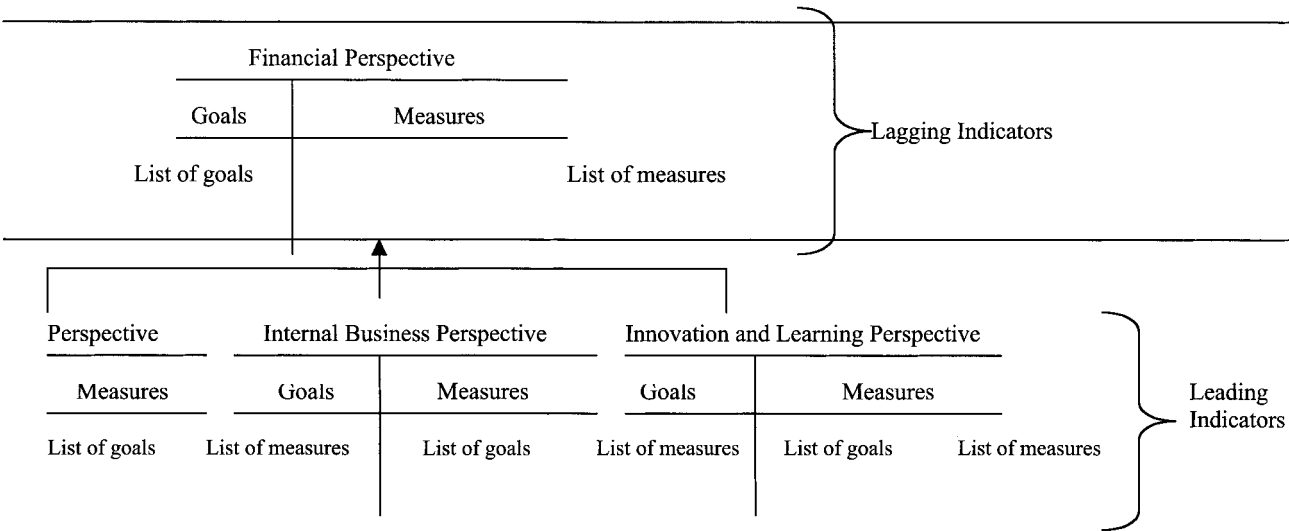 Financial Perspective
Goals Measures
Lagging Indicators
List of goals List of measures
Perspective Internal Business Perspective Innovation and Learning Perspective
Measures Goals Measures Goals Measures
Leading
Indicators
List of goals List of measures List of goals List of measures List of goals List of measures